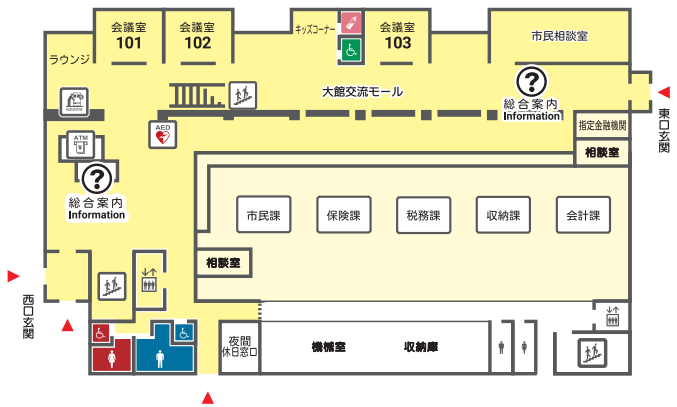 会議室
101
会議室
102
キッズコーナー
会議室
103
市民相談室
ラウンジ
大館交流モール
総合案内
Information
東口玄関
指定金融機関
相談室
AED
ATM
総合案内
Information
市民課
保険課
税務課
収納課
会計課
相談室
西口玄関
夜間
休日窓口
機械室
収納庫